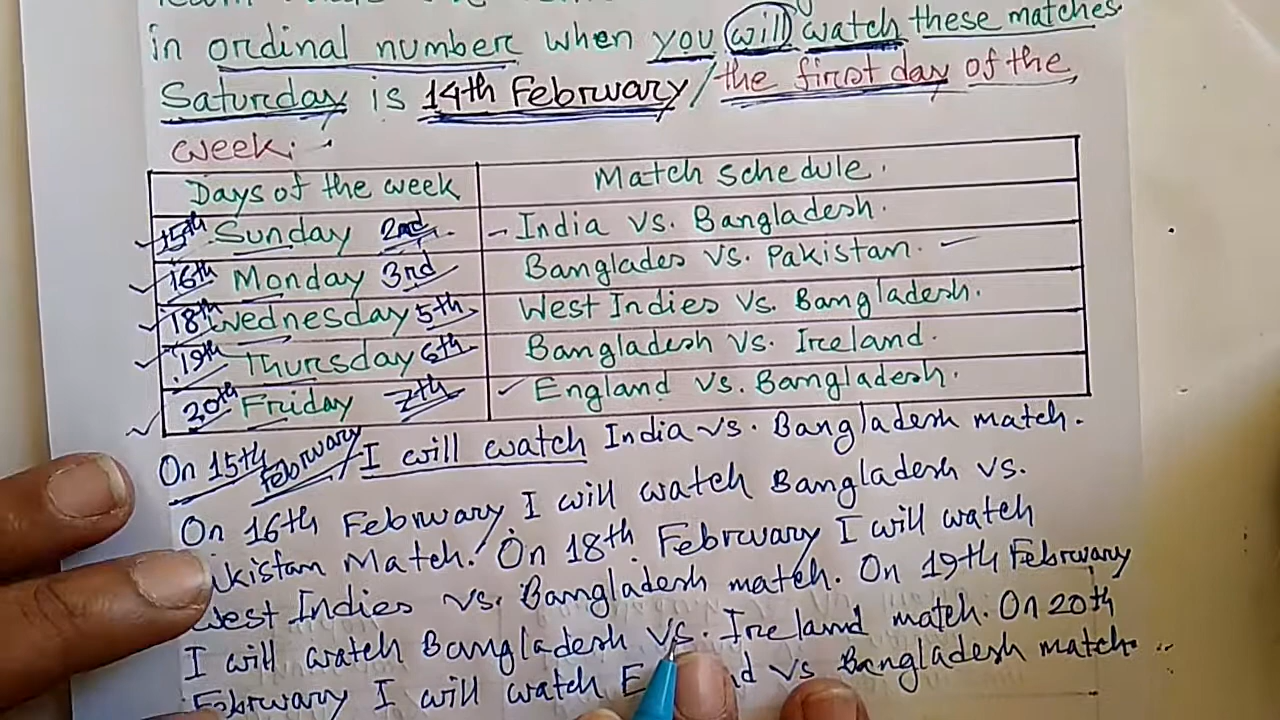 in ordinal number when you will watch these matches
Saturday is 14th February/the first day of the
week:
Days of the week Match schedule.
15th Sunday 2nd. - India vs. Bangladesh.
16th Monday 3rd Banglades vs. Pakistan.
18th Wednesday 5th West Indies vs. Bangladesh.
19th Thursday 6th Bangladesh vs. Ireland.
20th Friday 7th England vs. Bangladesh.
On 15th February/I will watch India vs. Bangladesh match.
On 16th February I will watch Bangladesh vs.
Match. On 18th February I will watch
West Indies vs. Bangladesh match. On 19th February
I will watch Bangladesh vs. Ireland match. On 20th
February I will watch vs Bangladesh match.